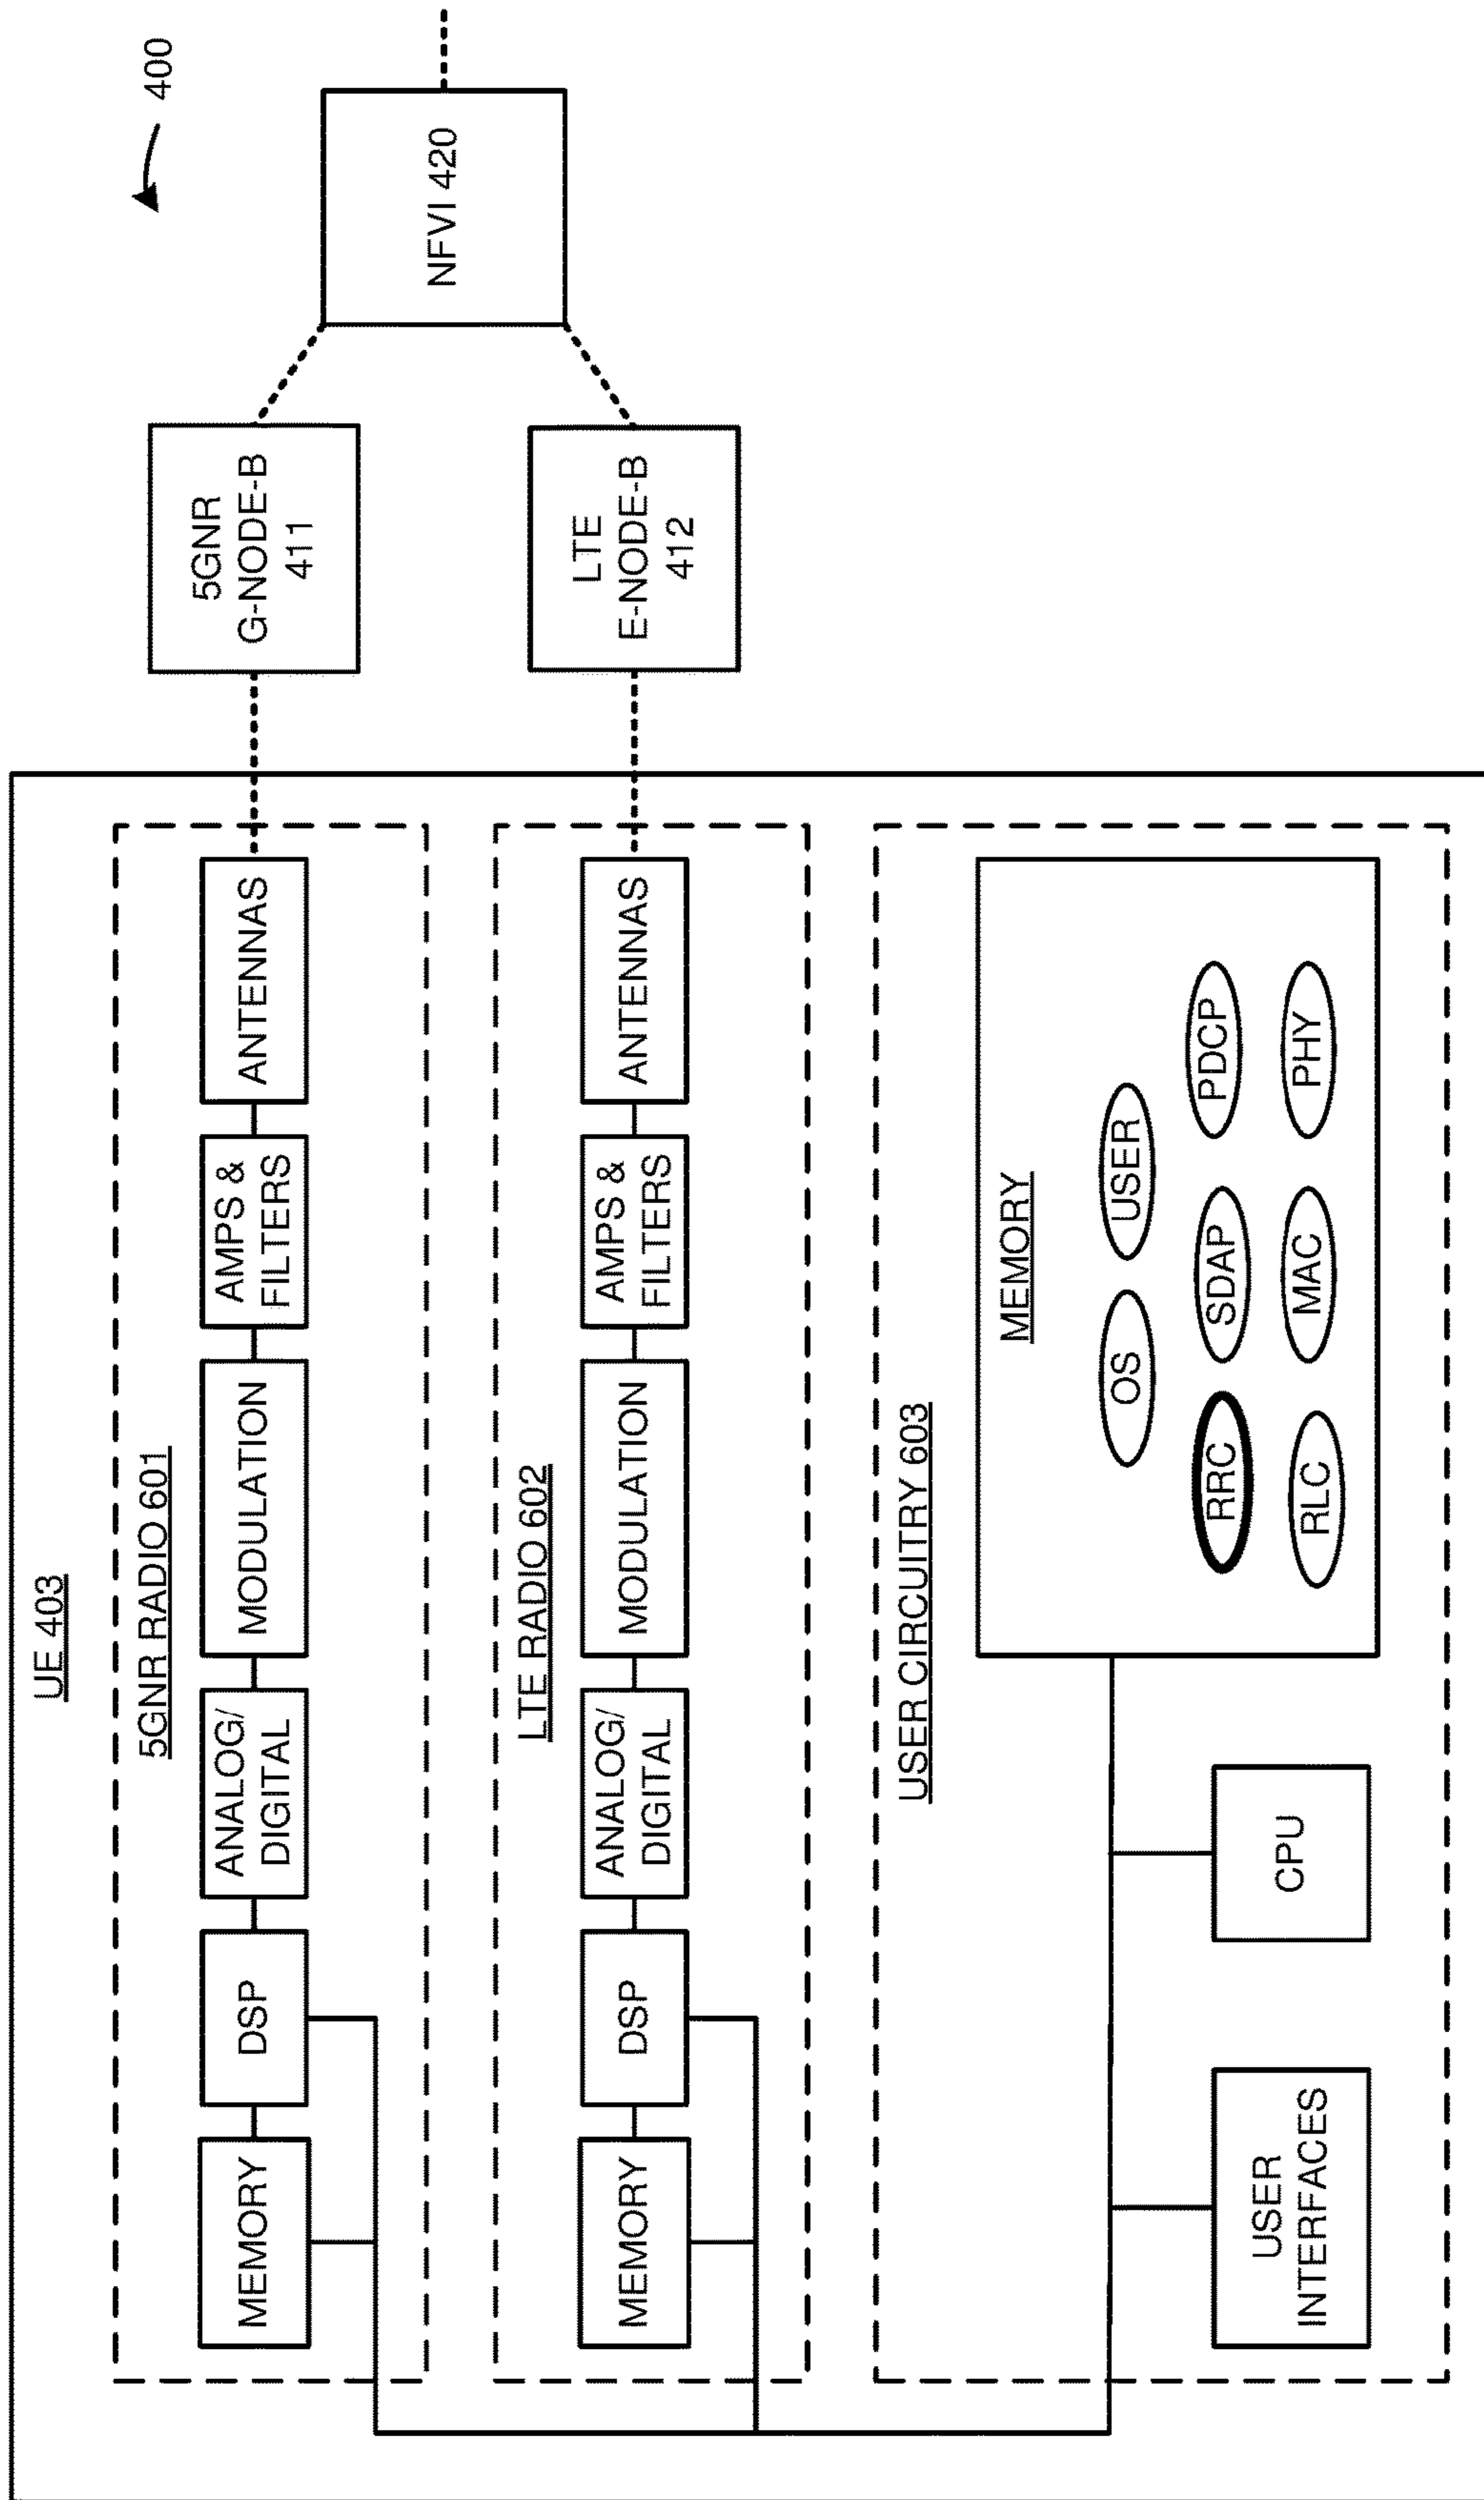 400
UE 403
5GNR RADIO 601
MEMORY
DSP
ANALOG/
DIGITAL
MODULATION
AMPS &
FILTERS
ANTENNAS
5GNR
G-NODE-B
411
LTE RADIO 602
MEMORY
DSP
ANALOG/
DIGITAL
MODULATION
AMPS &
FILTERS
ANTENNAS
LTE
E-NODE-B
412
NFVI 420
USER CIRCUITRY 603
USER
INTERFACES
CPU
MEMORY
OS
USER
RRC
SDAP
PDCP
RLC
MAC
PHY